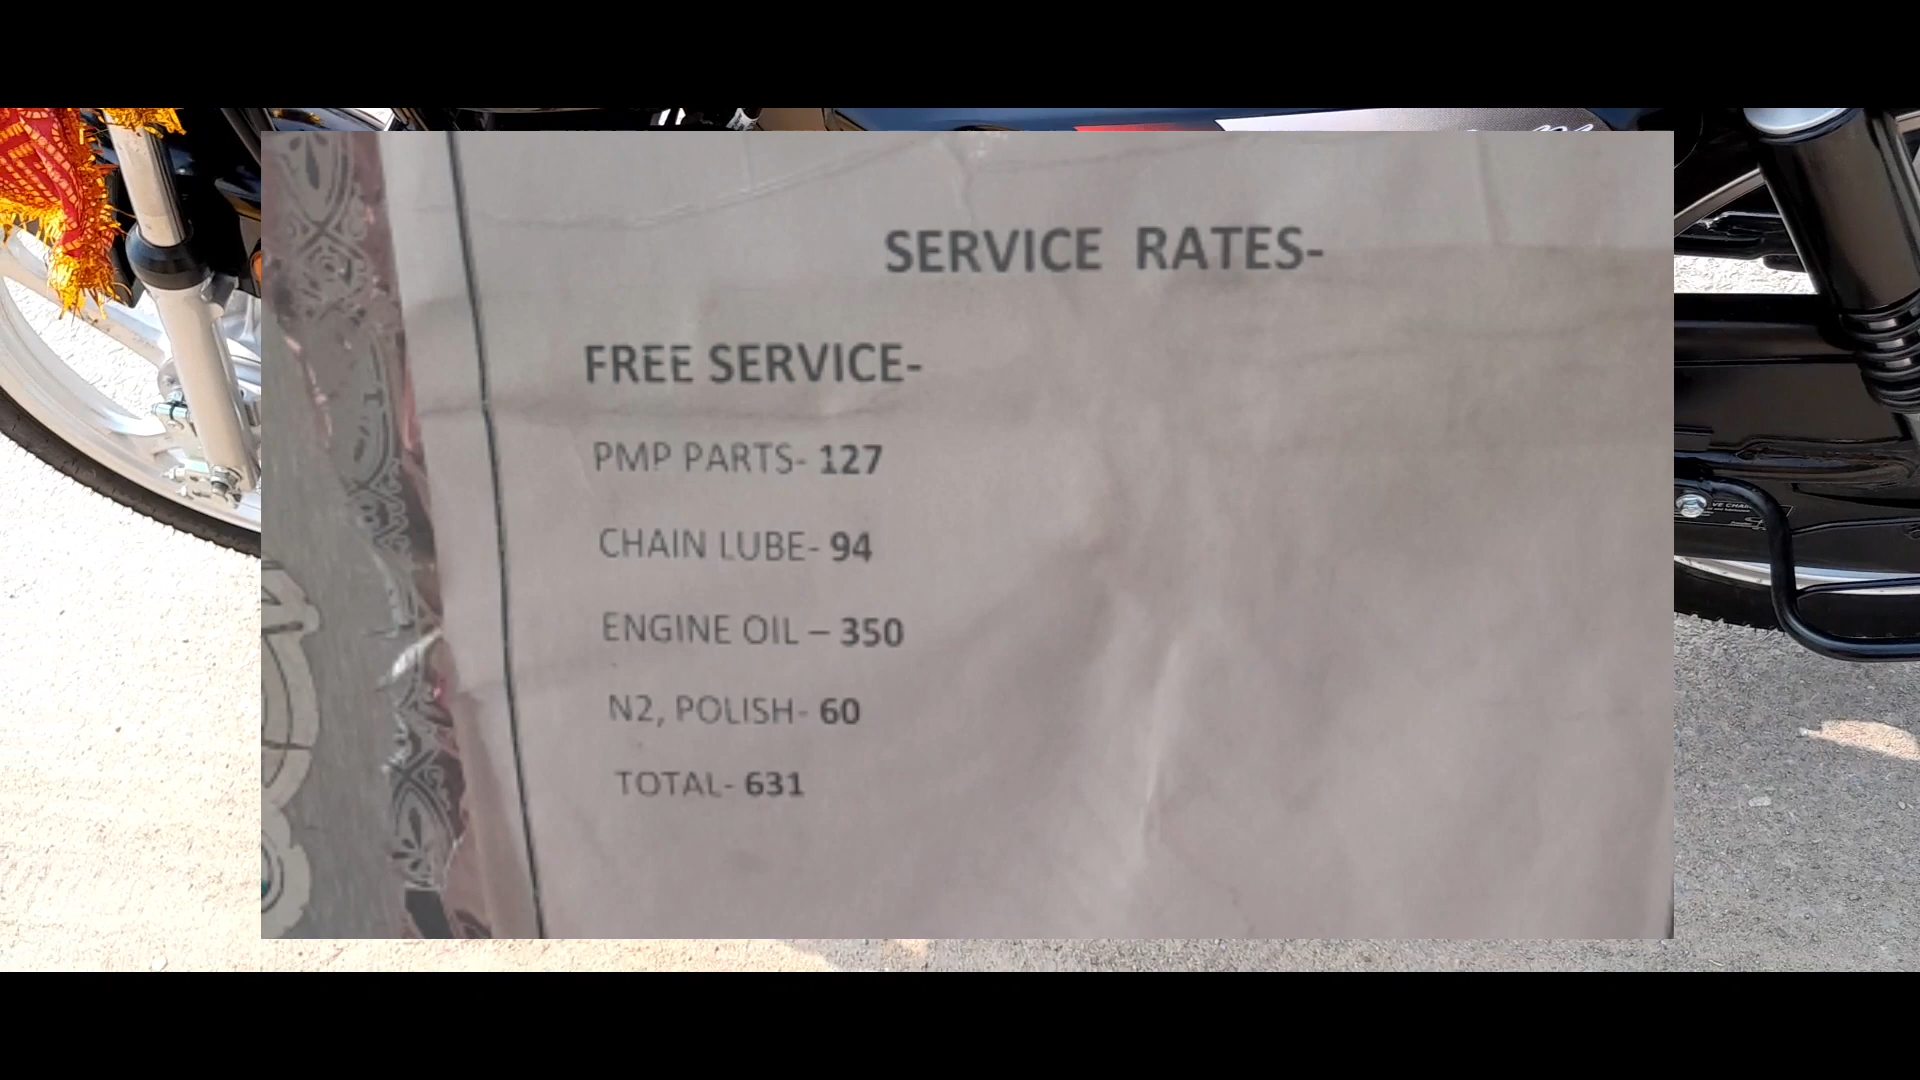 SERVICE RATES-
FREE SERVICE-
PMP PARTS- 127
CHAIN LUBE- 94
ENGINE OIL – 350
N2, POLISH- 60
TOTAL- 631